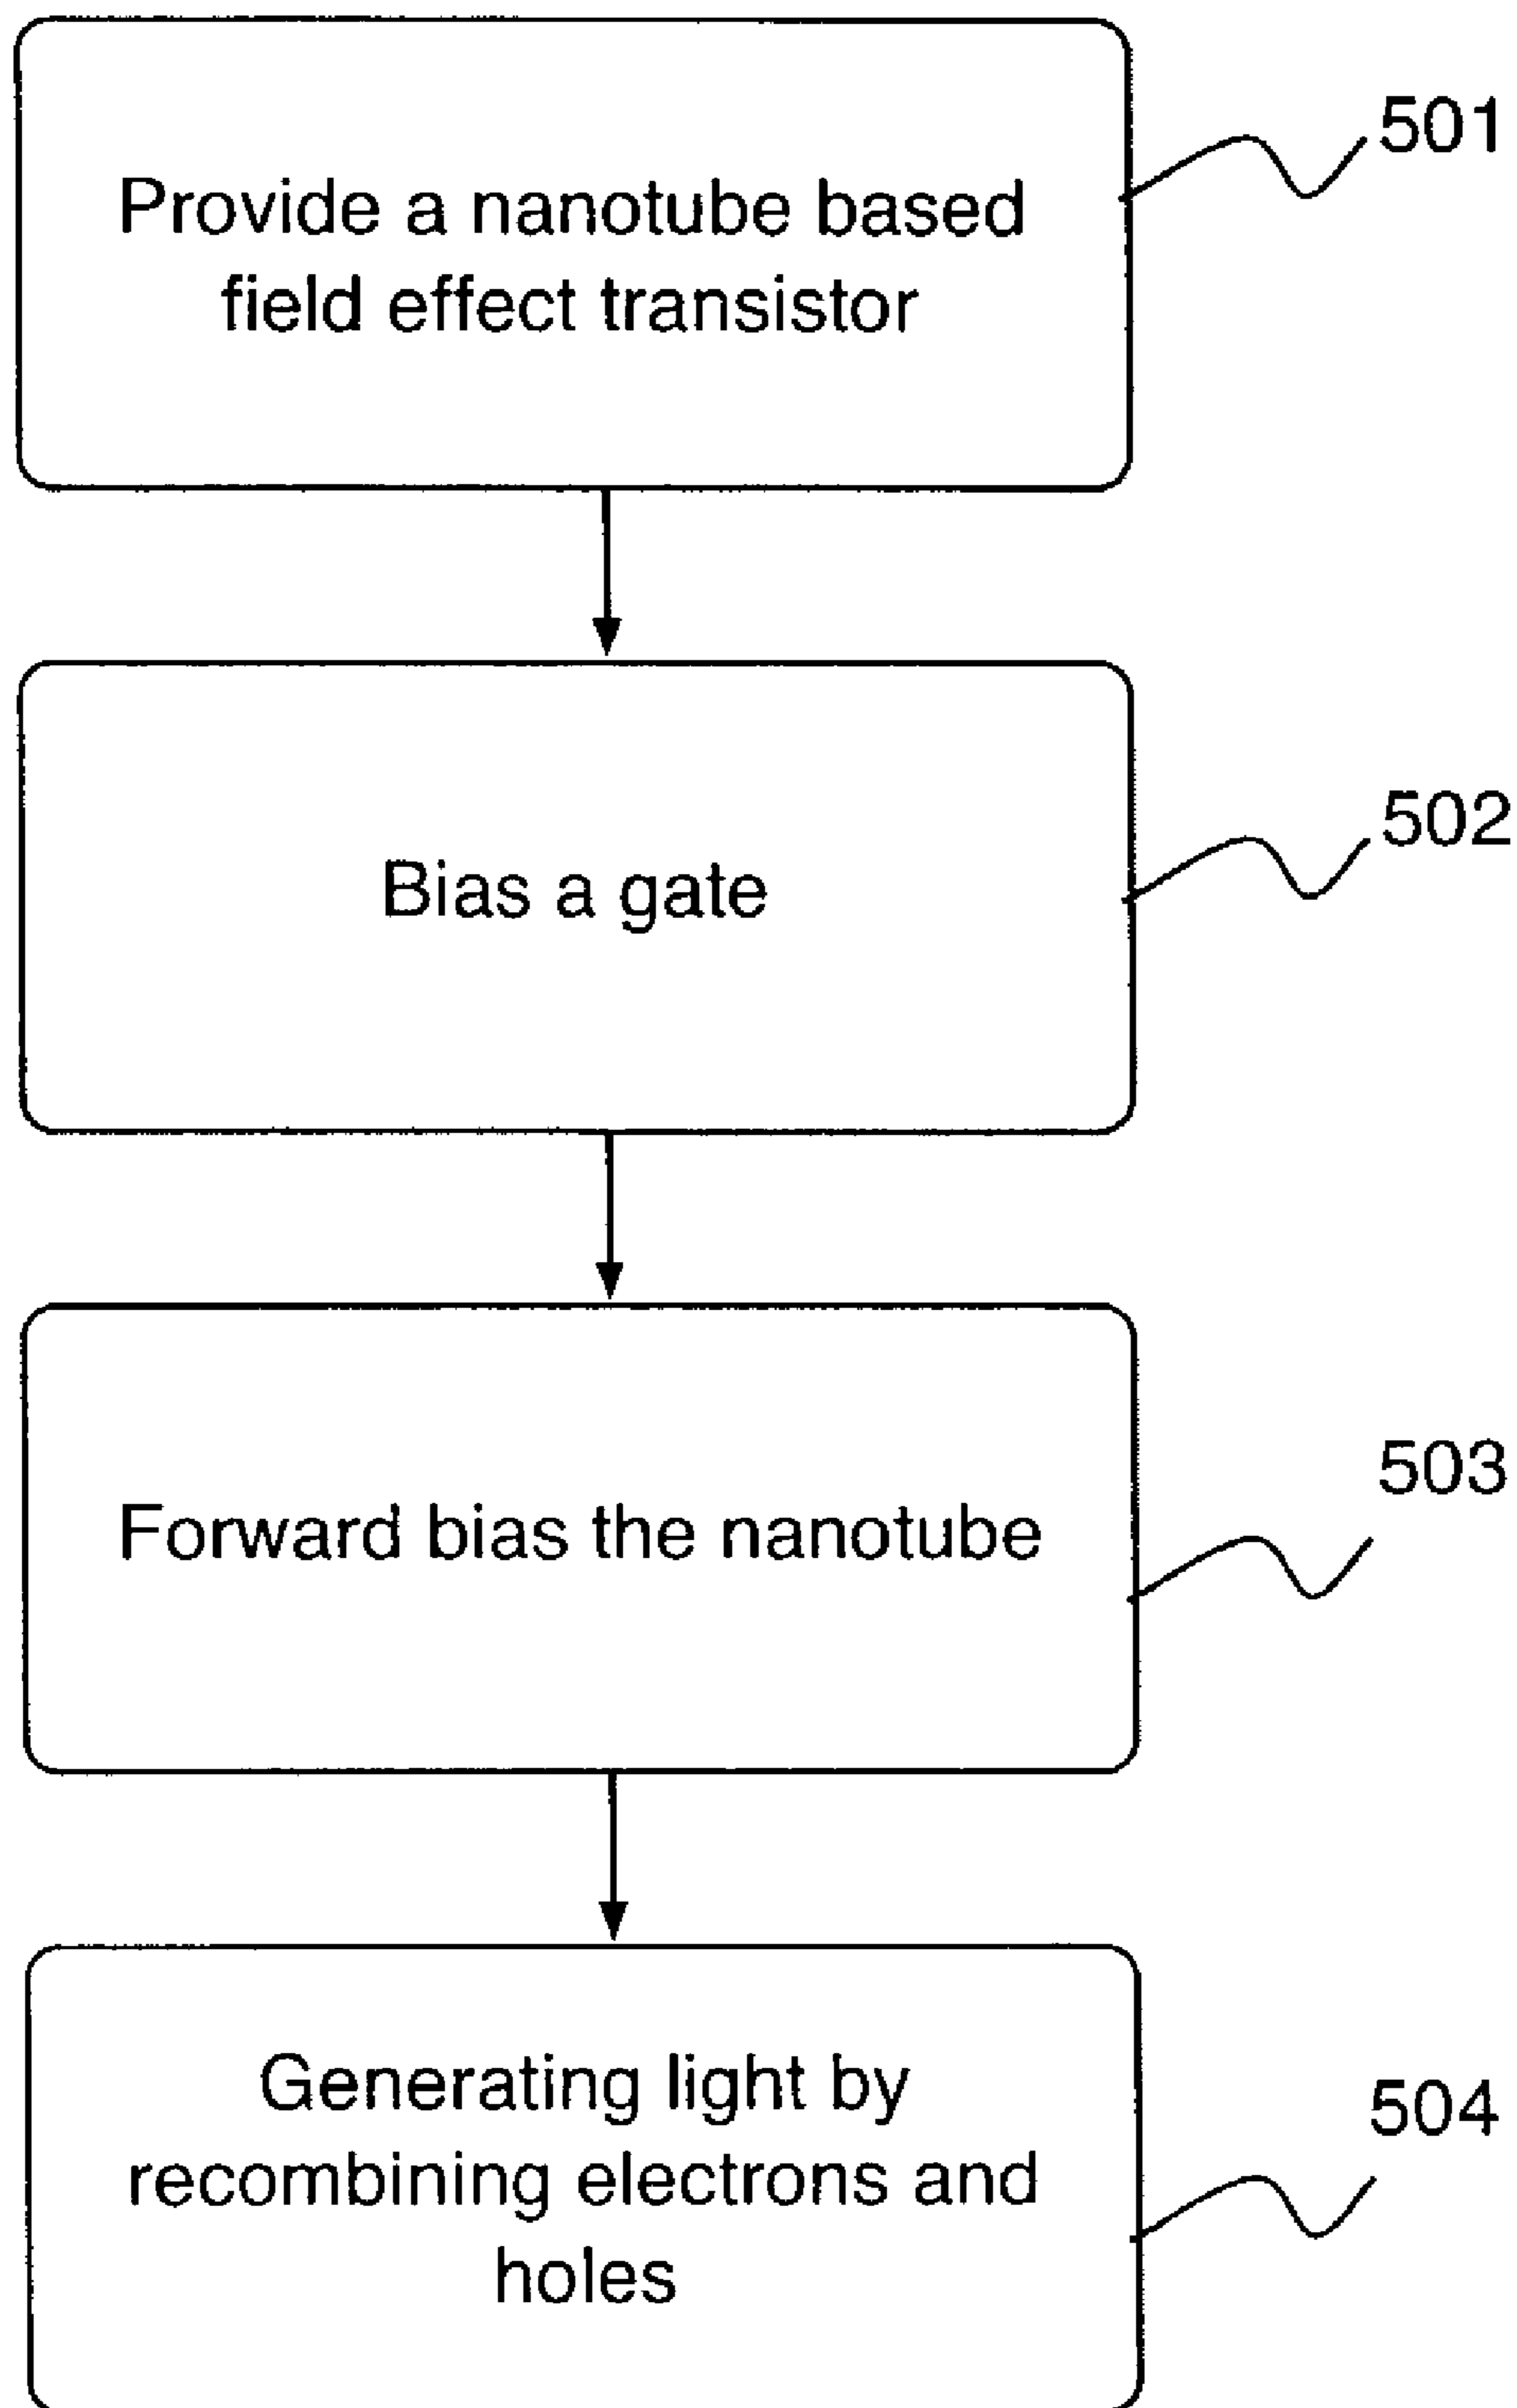 Provide a nanotube based
field effect transistor
501
Bias a gate
502
Forward bias the nanotube
503
Generating light by
recombining electrons and
holes
504